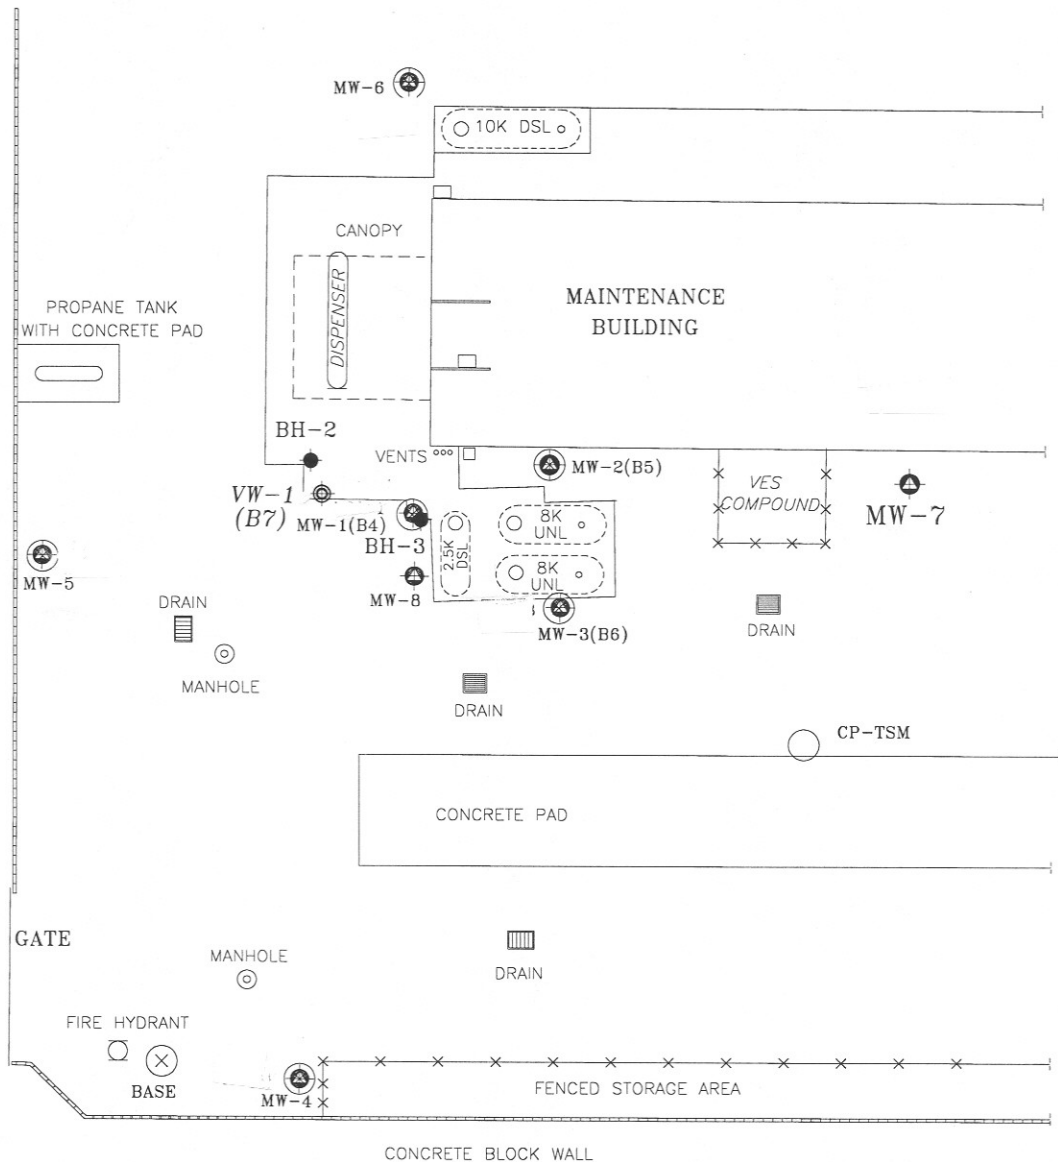 MW-6
10K DSL
CANOPY
DISPENSER
MAINTENANCE
BUILDING
PROPANE TANK
WITH CONCRETE PAD
BH-2
VENTS
MW-2(B5)
VES
COMPOUND
VW-1
(B7)
MW-1(B4)
MW-7
BH-3
2.5K
DSL
8K
UNL
8K
UNL
MW-5
MW-8
DRAIN
MW-3(B6)
DRAIN
MANHOLE
DRAIN
CP-TSM
CONCRETE PAD
GATE
MANHOLE
DRAIN
FIRE HYDRANT
BASE
MW-4
FENCED STORAGE AREA
CONCRETE BLOCK WALL